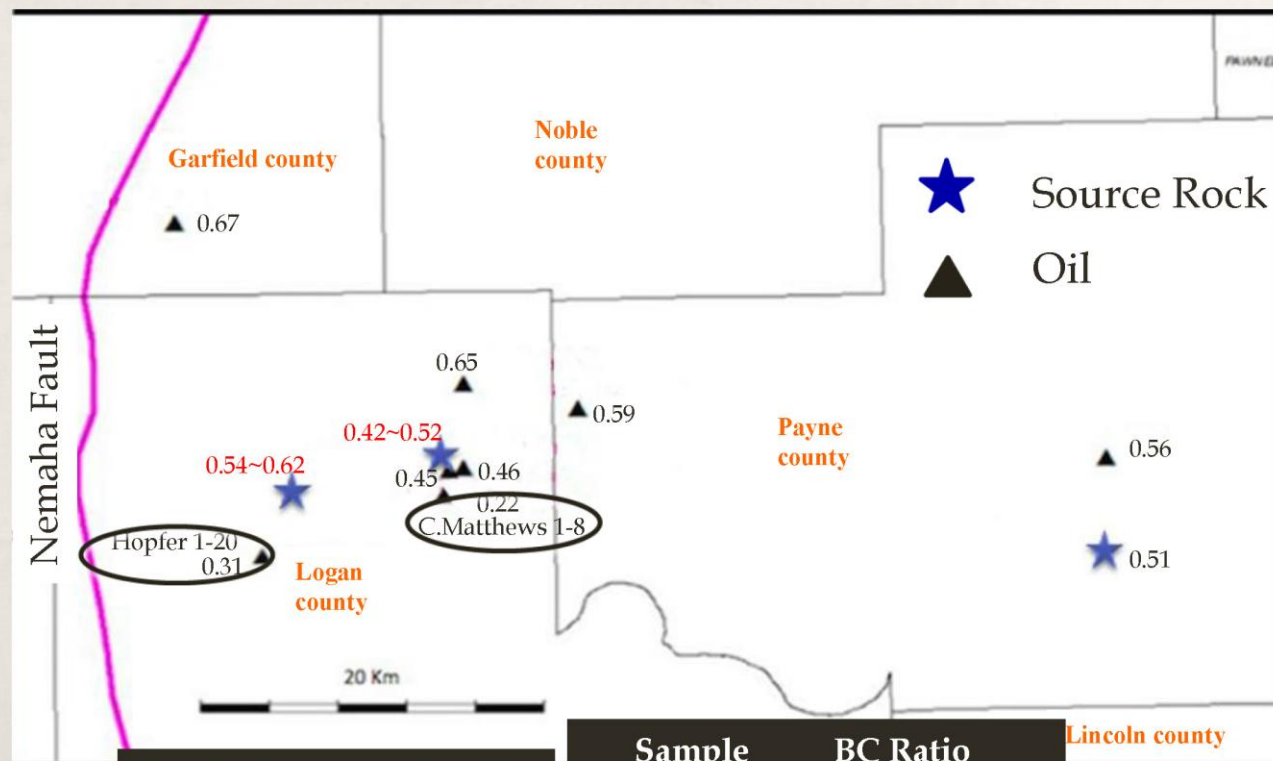 PAWNE
Noble
county
Garfield county
Source Rock
0.67
Oil
Nemaha Fault
0.65
0.59
0.42~0.52
Payne
county
0.54~0.62
0.45
0.46
0.56
0.22
C.Matthews 1-8
Hopfer 1-20
0.31
0.51
Logan
county
20 Km
Lincoln county
Sample BC Ratio